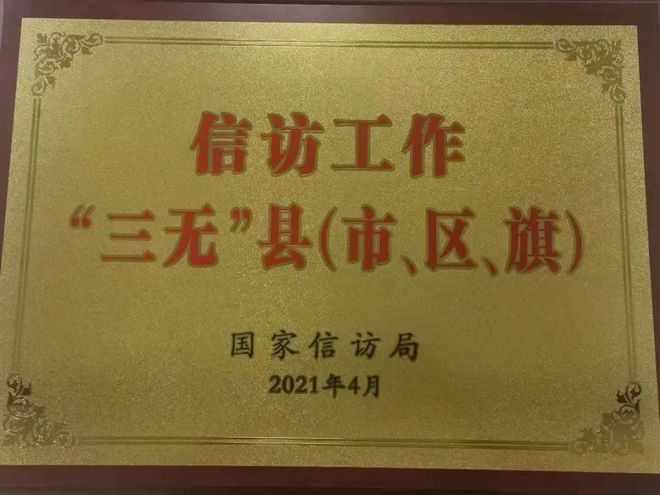 信访工作
“三无”县(市、区、旗)
国家信访局
2021年4月